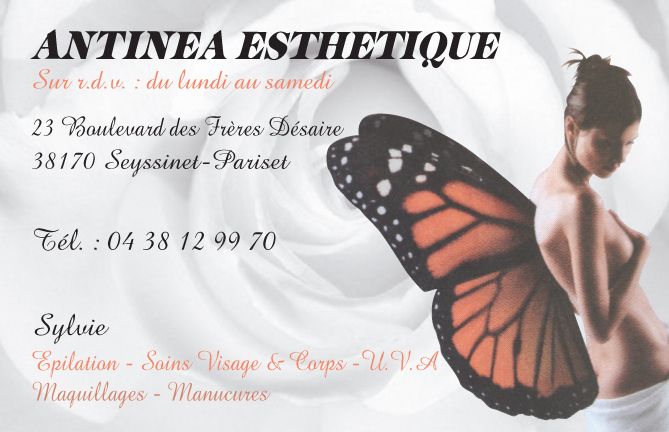 ANTINEA ESTHETIQUE
Sur r.d.v. : du lundi au samedi
23 Boulevard des Frères Désaire
38170 Seyssinet-Pariset
Tél. : 04 38 12 99 70
Sylvie
Epilation - Soins Visage & Corps - U.V.A
Maquillages - Manucures